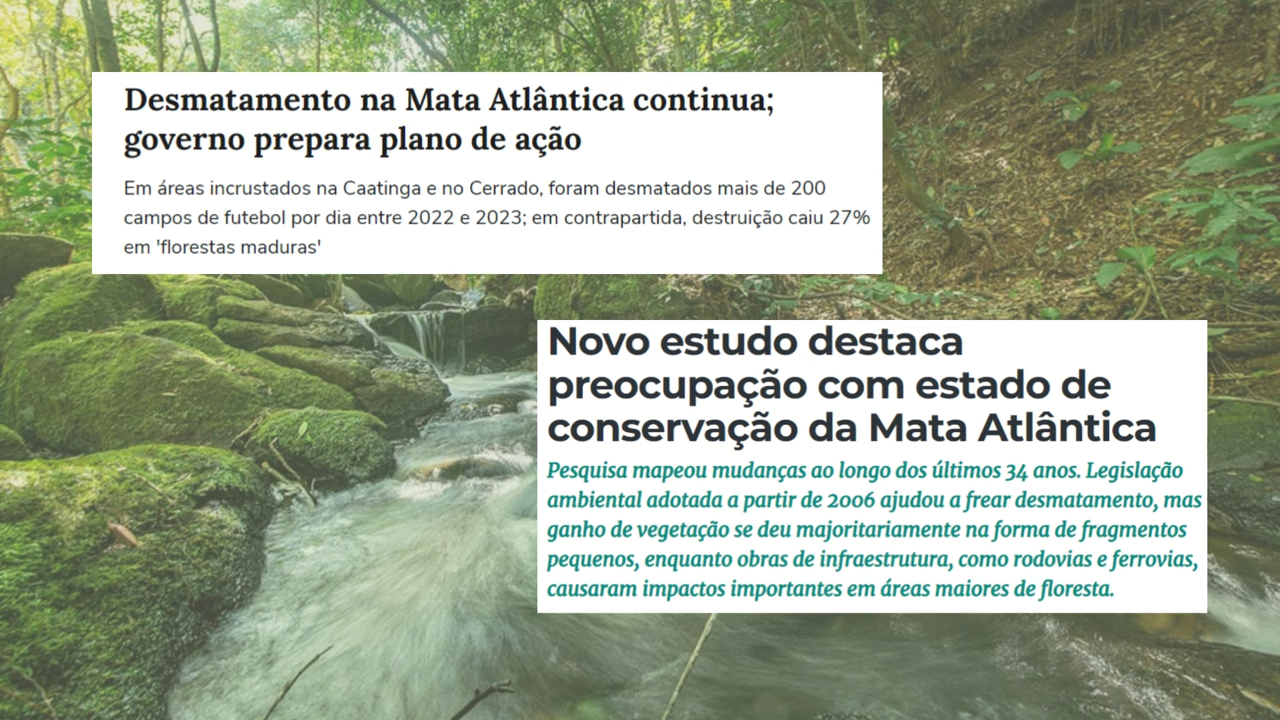 Desmatamento na Mata Atlântica continua;
governo prepara plano de ação
Em áreas incrustados na Caatinga e no Cerrado, foram desmatados mais de 200
campos de futebol por dia entre 2022 e 2023; em contrapartida, destruição caiu 27%
em 'florestas maduras'
Novo estudo destaca
preocupação com estado de
conservação da Mata Atlântica
Pesquisa mapeou mudanças ao longo dos últimos 34 anos. Legislação
ambiental adotada a partir de 2006 ajudou a frear desmatamento, mas
ganho de vegetação se deu majoritariamente na forma de fragmentos
pequenos, enquanto obras de infraestrutura, como rodovias e ferrovias,
causaram impactos importantes em áreas maiores de floresta.